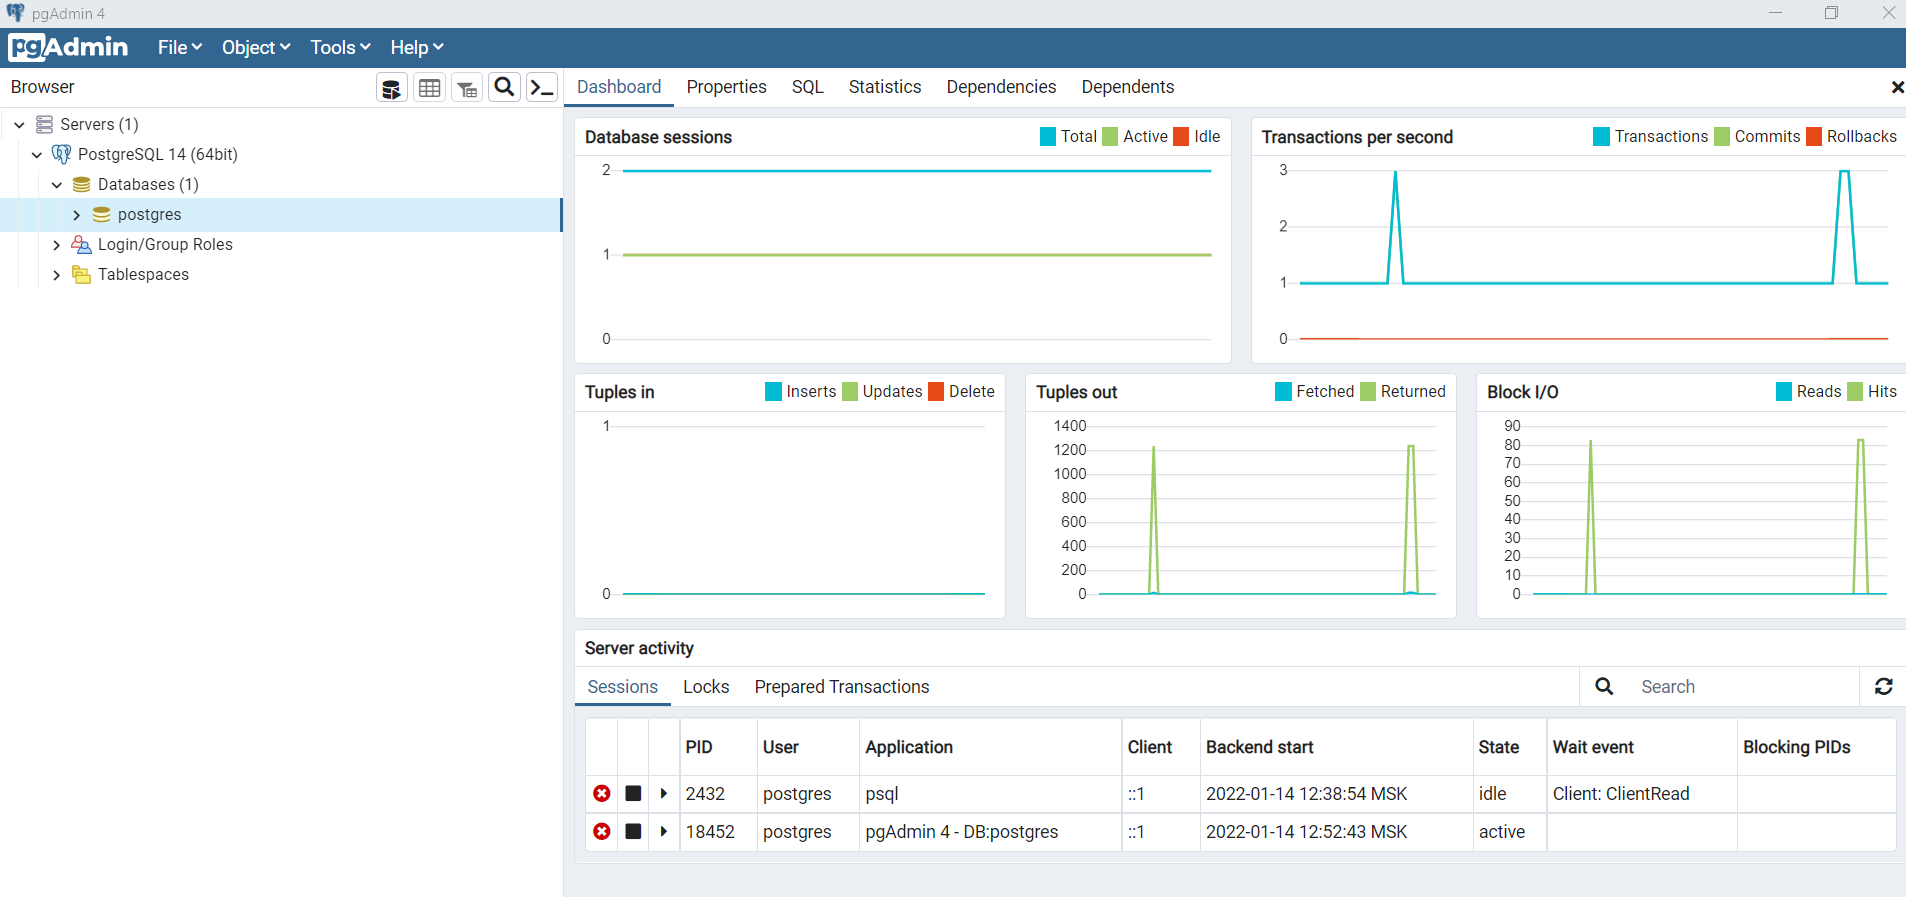 pgAdmin 4
pgAdmin File Object Tools Help
Browser
Servers (1)
PostgreSQL 14 (64bit)
Databases (1)
postgres
Login/Group Roles
Tablespaces
Dashboard Properties SQL Statistics Dependencies Dependents
Database sessions Total Active Idle
2
1
0
Transactions per second Transactions Commits Rollbacks
3
2
1
0
Tuples in Inserts Updates Delete
1
0
Tuples out Fetched Returned
1400
1200
1000
800
600
400
200
0
Block I/O Reads Hits
90
80
70
60
50
40
30
20
10
0
Server activity
Sessions Locks Prepared Transactions Search
PID User Application Client Backend start State Wait event Blocking PIDs
2432 postgres psql ::1 2022-01-14 12:38:54 MSK idle Client: ClientRead
18452 postgres pgAdmin 4 - DB:postgres ::1 2022-01-14 12:52:43 MSK active